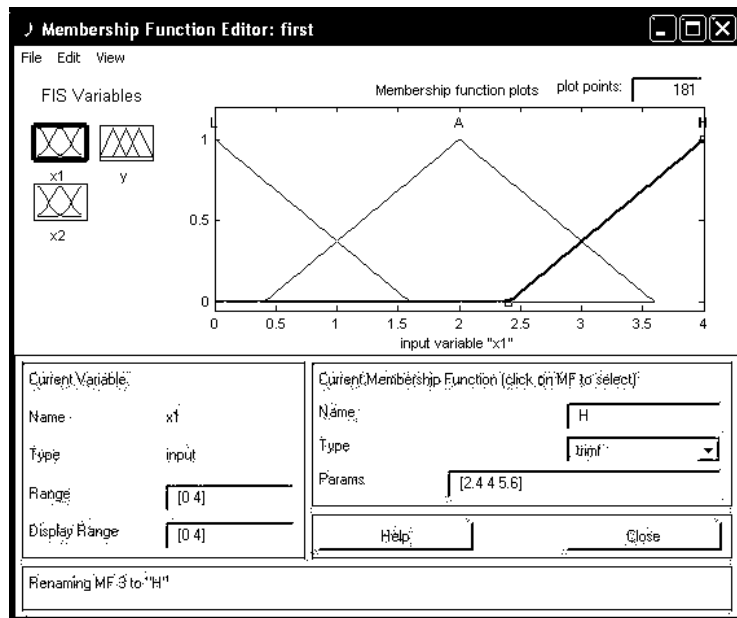 Membership Function Editor: first
File Edit View
FIS Variables
Membership function plots plot points: 181
x1
y
x2
L A H
1
0.5
0
0 0.5 1 1.5 2 2.5 3 3.5 4
input variable "x1"
Current Variable
Name x1
Type input
Range [0 4]
Display Range [0 4]
Current Membership Function (click on MF to select)
Name H
Type trimf
Params [2.4 4 5.6]
Help Close
Renaming MF 3 to "H"